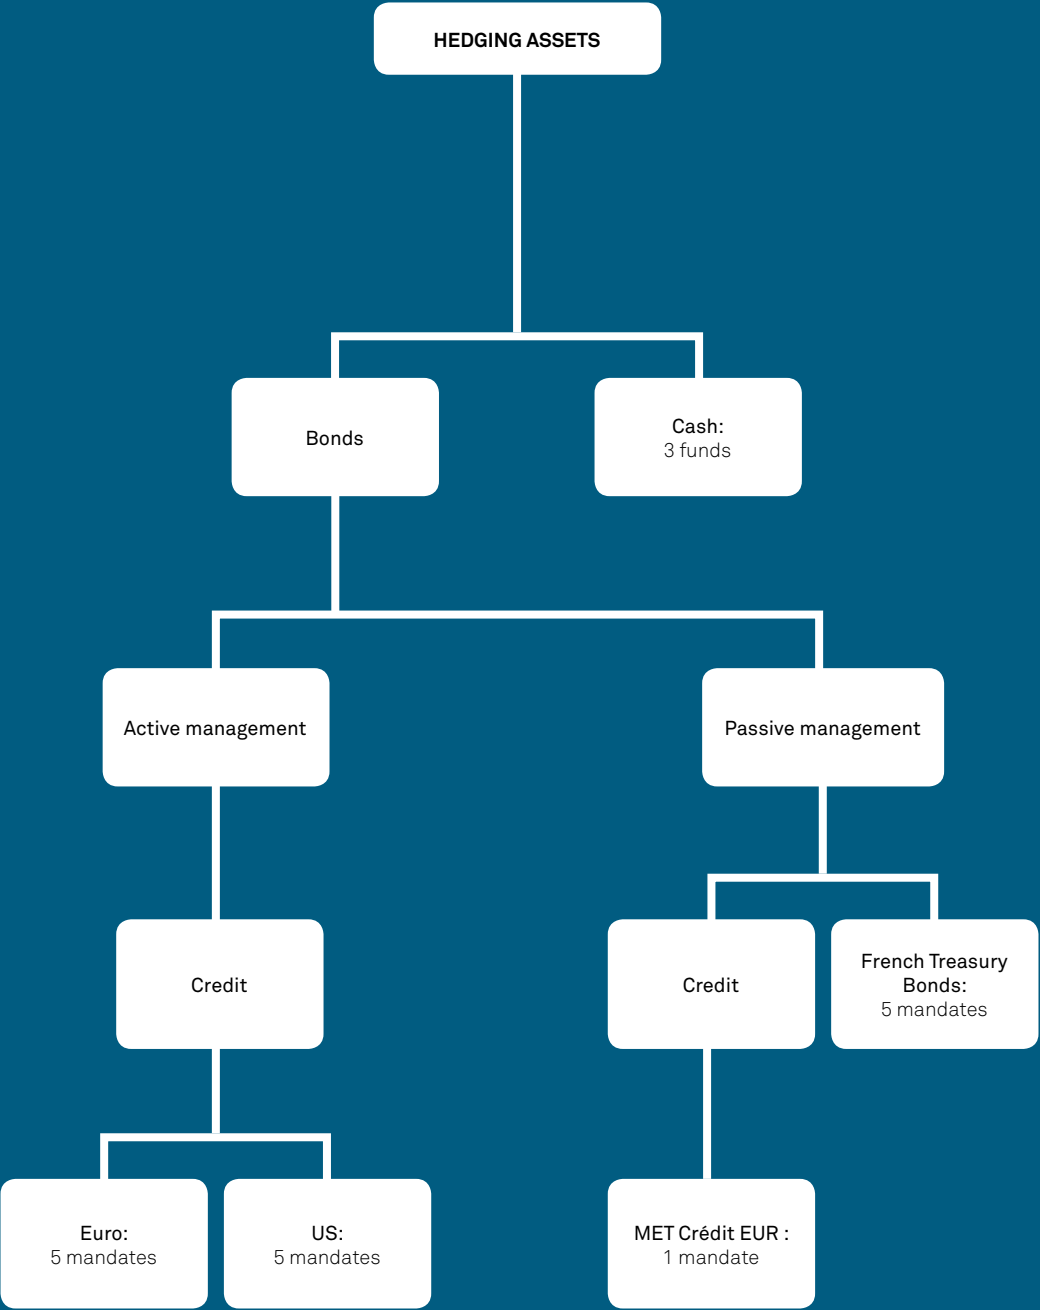 HEDGING ASSETS
Bonds
Cash:
3 funds
Active management
Passive management
Credit
Credit
French Treasury
Bonds:
5 mandates
Euro:
5 mandates
US:
5 mandates
MET Crédit EUR :
1 mandate